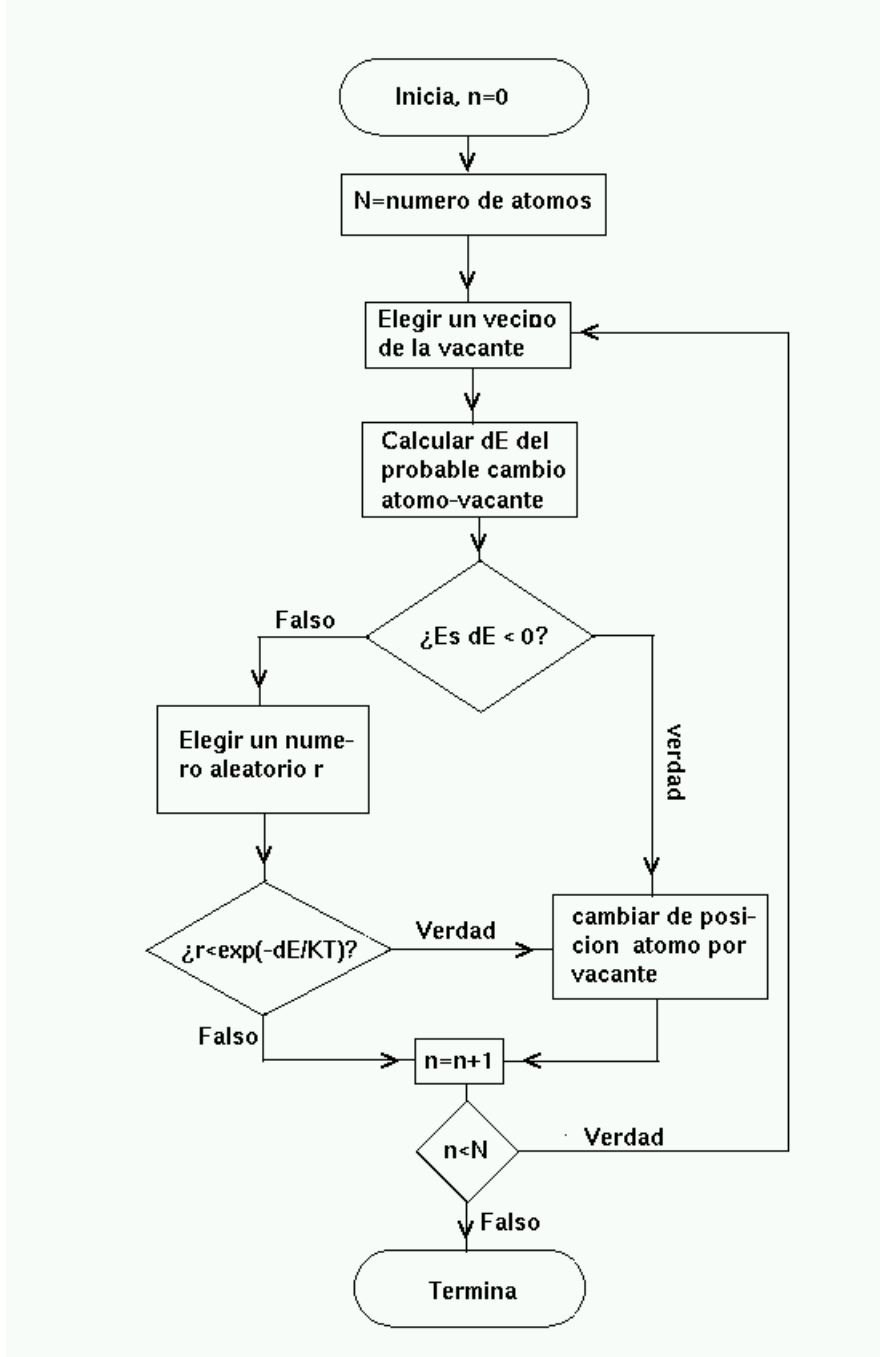 Inicia, n=0
N=numero de atomos
Elegir un vecino
de la vacante
Calcular dE del
probable cambio
atomo-vacante
¿Es dE < 0?
Falso
verdad
Elegir un nume-
ro aleatorio r
¿r<exp(-dE/KT)?
Verdad
cambiar de posi-
cion atomo por
vacante
Falso
n=n+1
n<N
Verdad
Falso
Termina